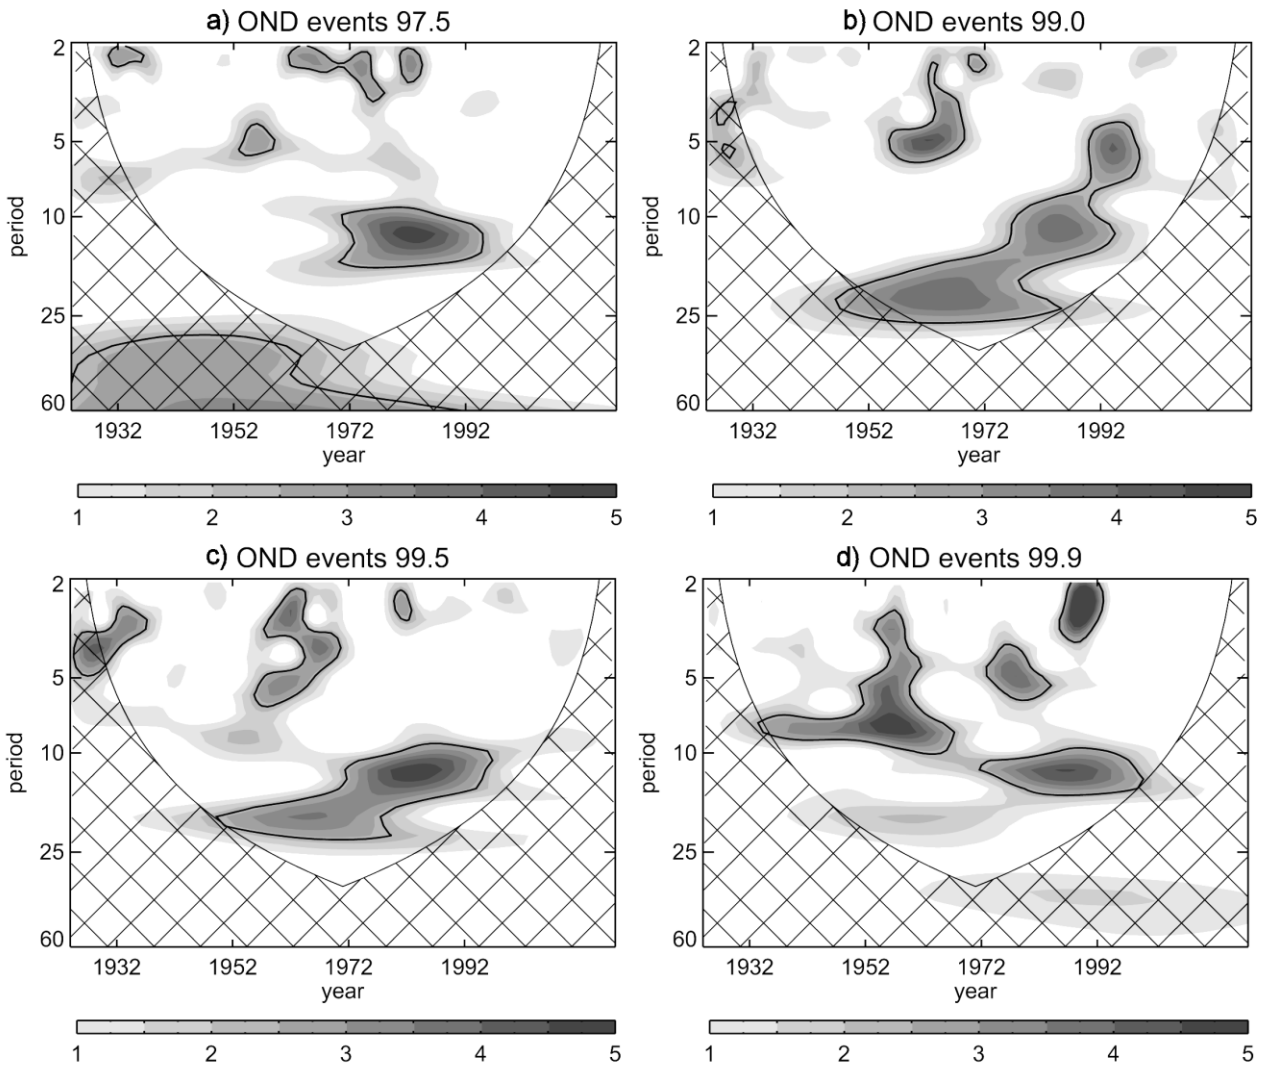 a) OND events 97.5
2
5
10
25
60
period
1932 1952 1972 1992
year
1 2 3 4 5
b) OND events 99.0
2
5
10
25
60
period
1932 1952 1972 1992
year
1 2 3 4 5
c) OND events 99.5
2
5
10
25
60
period
1932 1952 1972 1992
year
1 2 3 4 5
d) OND events 99.9
2
5
10
25
60
period
1932 1952 1972 1992
year
1 2 3 4 5